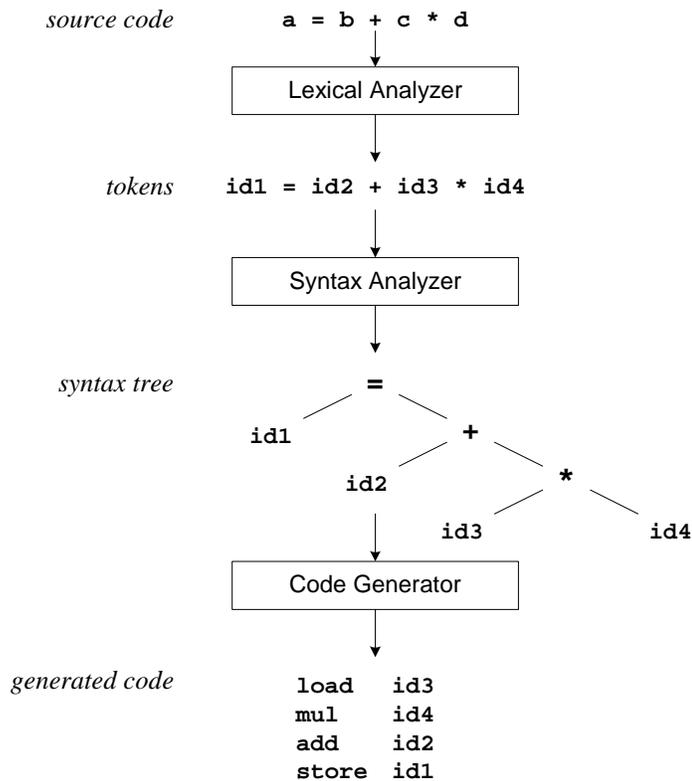 source code a = b + c * d
Lexical Analyzer
tokens id1 = id2 + id3 * id4
Syntax Analyzer
syntax tree =
id1 +
id2 *
id3 id4
Code Generator
generated code
load id3
mul id4
add id2
store id1